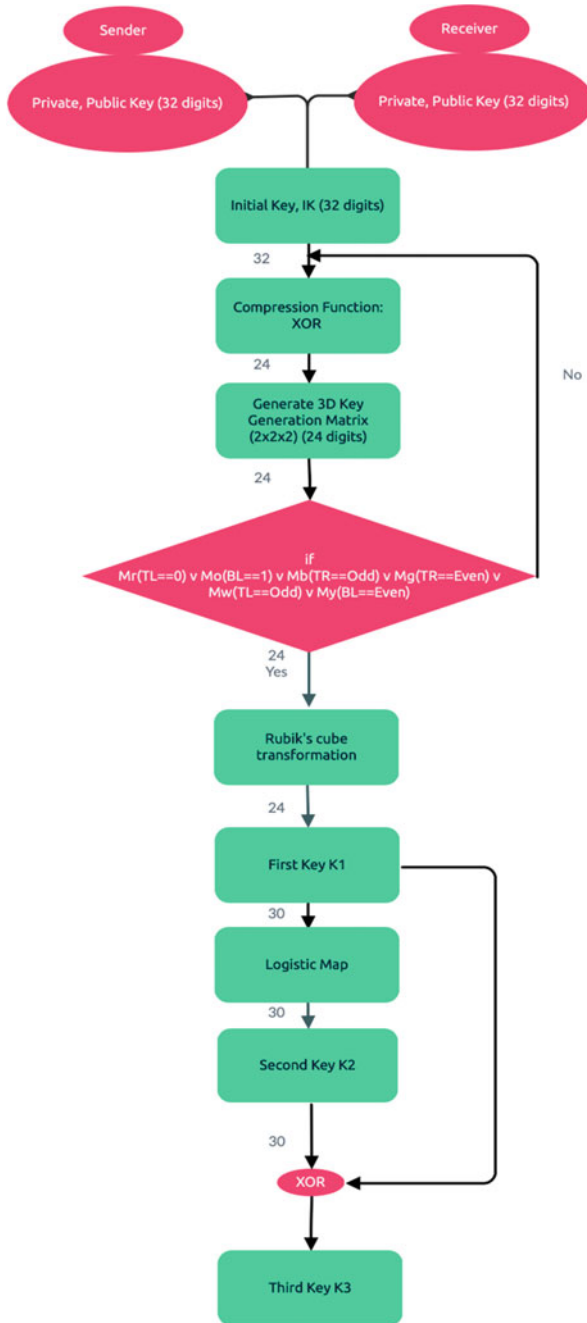 Sender
Receiver
Private, Public Key (32 digits)
Private, Public Key (32 digits)
Initial Key, IK (32 digits)
32
Compression Function:
XOR
24
No
Generate 3D Key
Generation Matrix
(2x2x2) (24 digits)
24
if
Mr(TL==0) v Mo(BL==1) v Mb(TR==Odd) v Mg(TR==Even) v
Mw(TL==Odd) v My(BL==Even)
24
Yes
Rubik's cube
transformation
24
First Key K1
30
Logistic Map
30
Second Key K2
30
XOR
Third Key K3